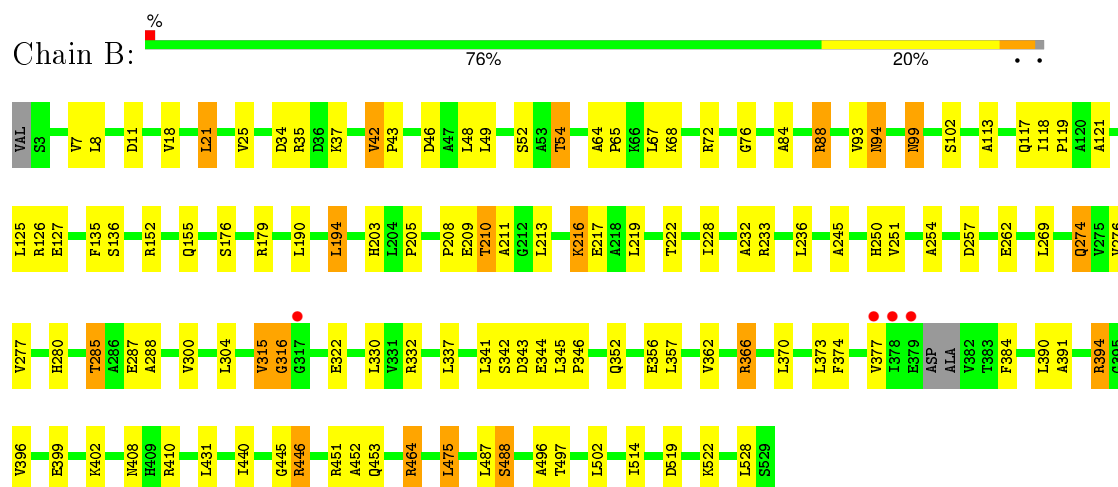 %
Chain B:
76%
20%
VAL S3 V7 L8 D11 V18 L21 V25 D34 R35 D36 K37 V42 P43 D46 A47 L48 L49 S52 A53 T54 A64 P65 K66 L67 K68 R72 G76 A84 R88 V93 N94 N99 S102 A113 Q117 I118 P119 A120 A121
L125 R126 E127 F135 S136 R152 Q155 S176 R179 L190 L194 H203 L204 P205 P208 E209 T210 A211 G212 L213 K216 E217 A218 L219 T222 I228 A232 R233 L236 A245 H250 V251 A254 D257 E262 L269 Q274 V275
V277 H280 T285 A286 E287 A288 V300 L304 V315 G316 G317 E322 L330 V331 R332 L337 L341 S342 D343 E344 L345 P346 Q352 E356 L357 V362 R366 L370 L373 F374 V377 I378 E379 ASP ALA V382 T383 F384 L390 A391 R394
V396 E399 K402 N408 H409 R410 L431 I440 G445 R446 R451 A452 Q453 R464 L475 L487 S488 A496 T497 L502 I514 D519 K522 L528 S529